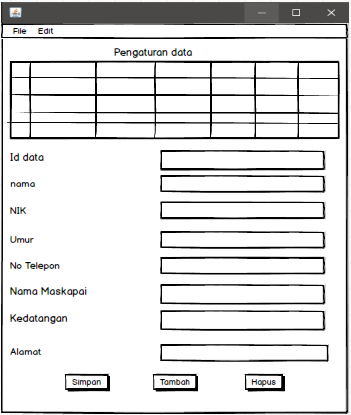 File Edit
Pengaturan data
Id data
nama
NIK
Umur
No Telepon
Nama Maskapai
Kedatangan
Alamat
Simpan Tambah Hapus